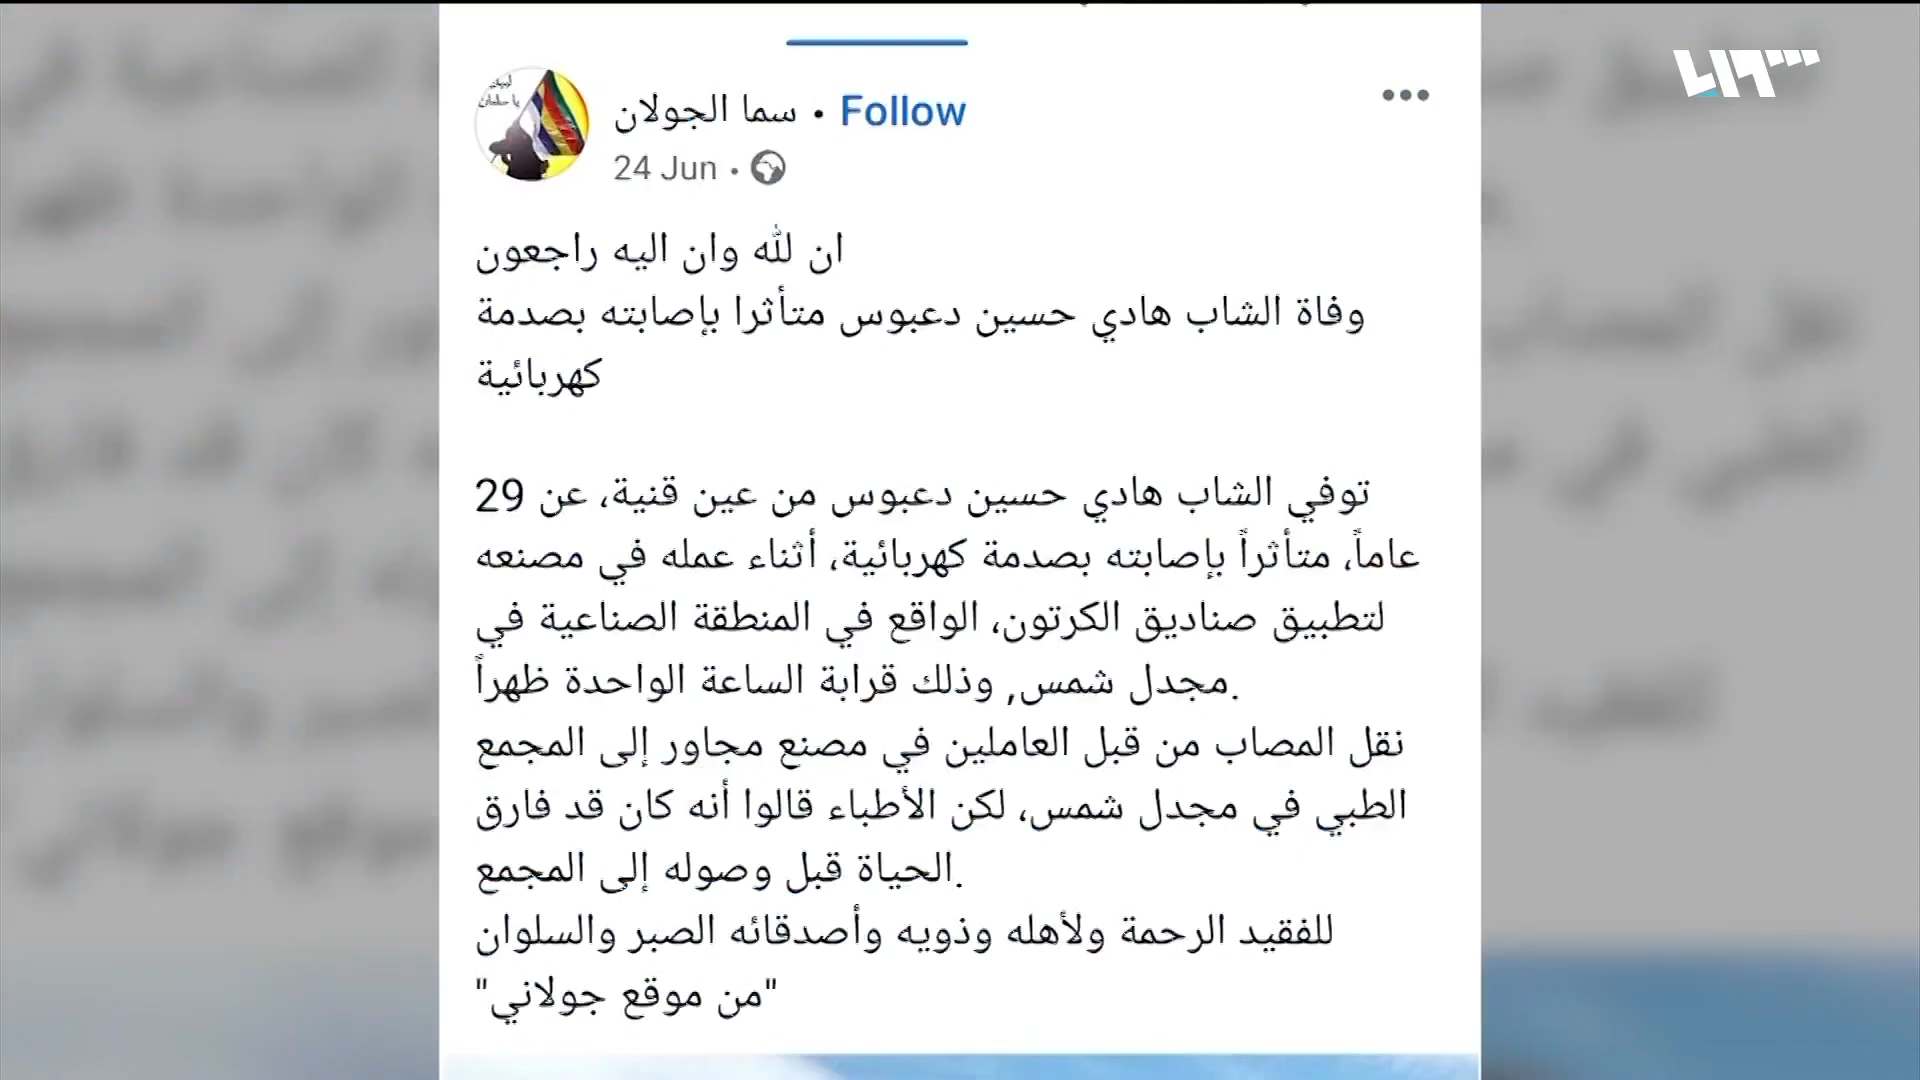 سما الجولان • Follow
24 Jun •
ان لله وان اليه راجعون
وفاة الشاب هادي حسين دعبوس متأثرا بإصابته بصدمة
كهربائية
توفي الشاب هادي حسين دعبوس من عين قنية، عن 29
عاماً، متأثراً بإصابته بصدمة كهربائية، أثناء عمله في مصنعه
لتطبيق صناديق الكرتون، الواقع في المنطقة الصناعية في
مجدل شمس, وذلك قرابة الساعة الواحدة ظهراً.
نقل المصاب من قبل العاملين في مصنع مجاور إلى المجمع
الطبي في مجدل شمس، لكن الأطباء قالوا أنه كان قد فارق
الحياة قبل وصوله إلى المجمع.
للفقيد الرحمة ولأهله وذويه وأصدقائه الصبر والسلوان
"من موقع جولاني"